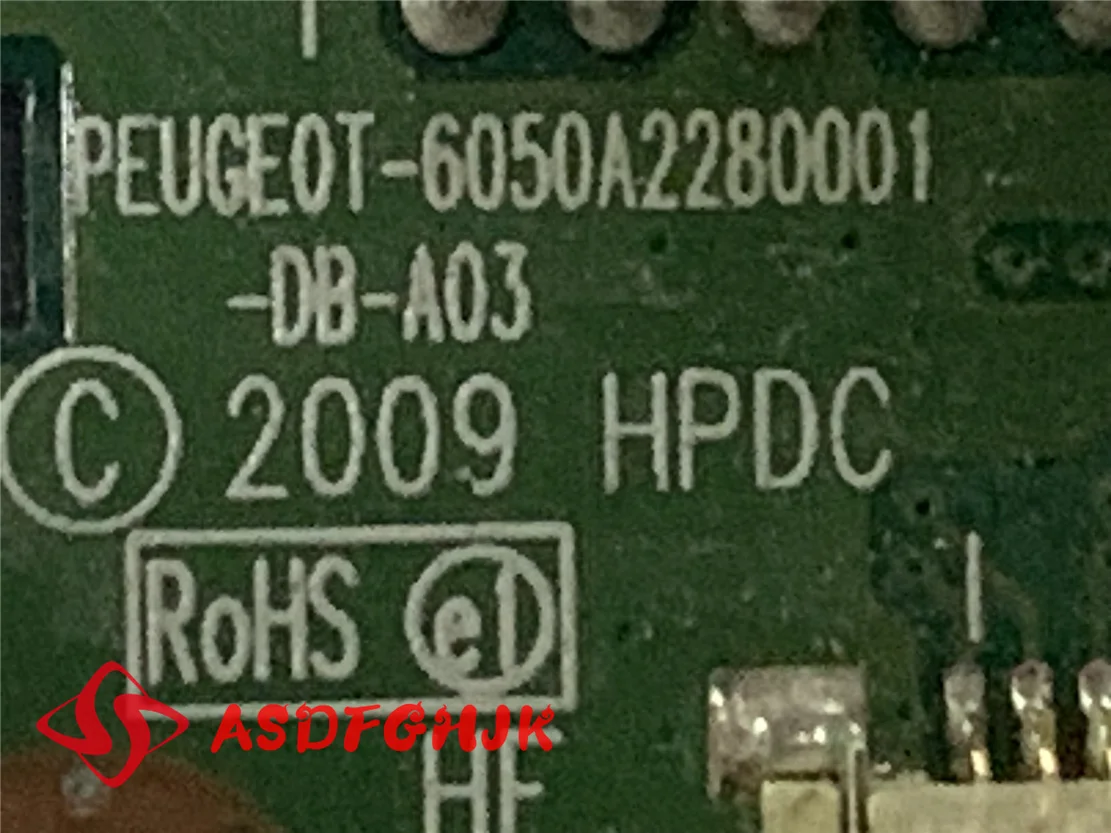 PEUGEOT-6050A2280001
-DB-A03
© 2009 HPDC
RoHS e1
ASDFGHJK
HF